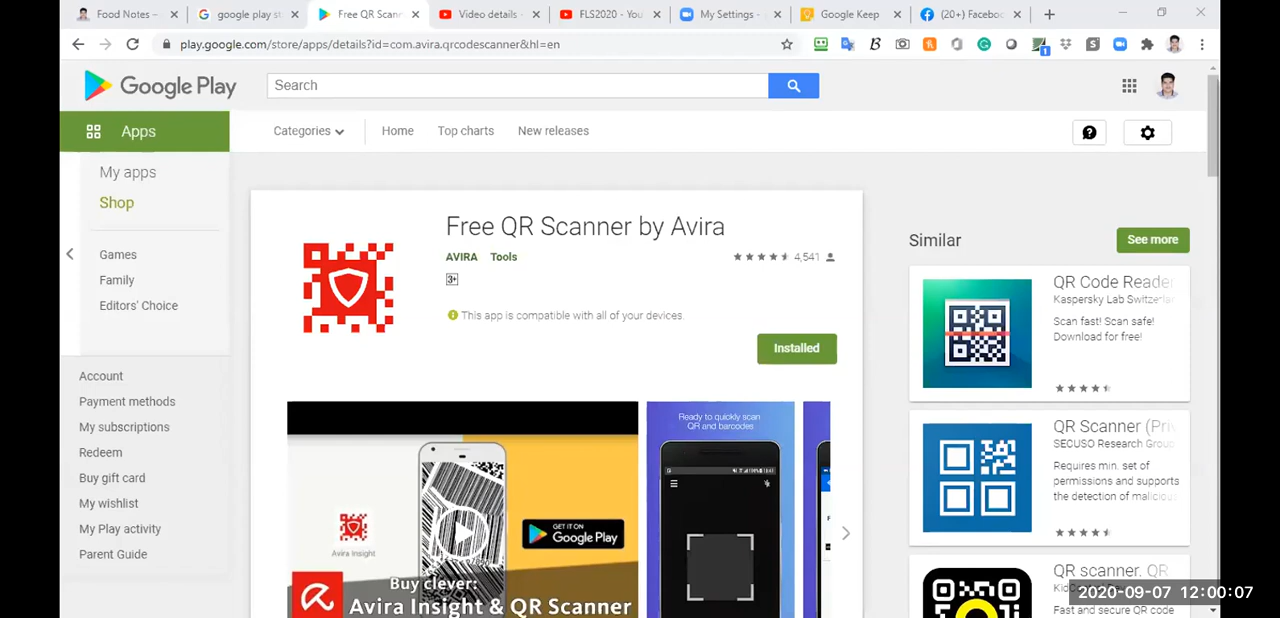 Food Notes –
google play st
Free QR Scann
Video details -
FLS2020 - You
My Settings -
Google Keep
(20+) Facebo
play.google.com/store/apps/details?id=com.avira.qrcodescanner&hl=en
1
Google Play
Search
Apps
Categories
Home
Top charts
New releases
My apps
Shop
Games
Family
Editors' Choice
Account
Payment methods
My subscriptions
Redeem
Buy gift card
My wishlist
My Play activity
Parent Guide
Free QR Scanner by Avira
AVIRA Tools
4,541
3+
This app is compatible with all of your devices.
Installed
Avira Insight
GET IT ON
Google Play
Buy clever:
Avira Insight & QR Scanner
Ready to quickly scan
QR and barcodes
Similar
See more
QR Code Reader
Kaspersky Lab Switzerlan
Scan fast! Scan safe!
Download for free!
QR Scanner (Priv
SECUSO Research Group
Requires min. set of
permissions and supports
the detection of malicious
QR scanner. QR
Fast and secure QR code
2020-09-07 12:00:07